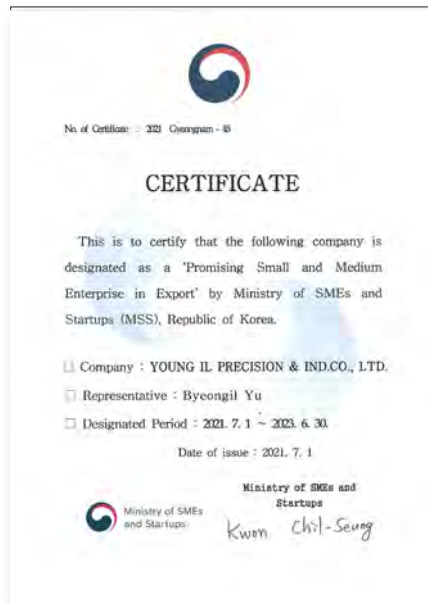 No. of Certificate : 2021 Gyeongnam - 45
CERTIFICATE
This is to certify that the following company is
designated as a 'Promising Small and Medium
Enterprise in Export' by Ministry of SMEs and
Startups (MSS), Republic of Korea.
□ Company : YOUNG IL PRECISION & IND.CO., LTD.
□ Representative : Byeongil Yu
□ Designated Period : 2021. 7. 1 ~ 2023. 6. 30.
Date of issue : 2021. 7. 1
Ministry of SMEs and
Startups
Ministry of SMEs
and Startups
Kwon Chil-Seung